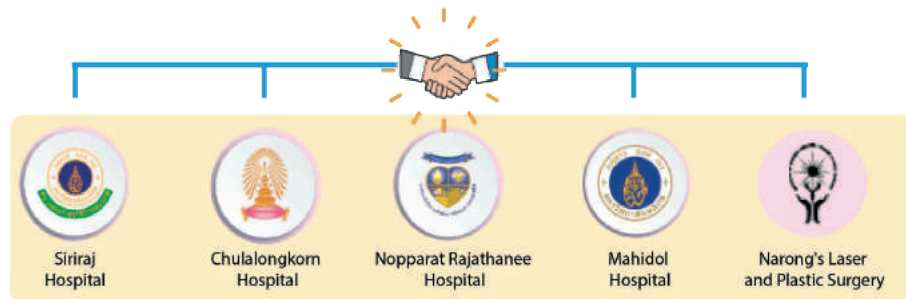 Siriraj
Hospital
Chulalongkorn
Hospital
Nopparat Rajathanee
Hospital
Mahidol
Hospital
Narong's Laser
and Plastic Surgery